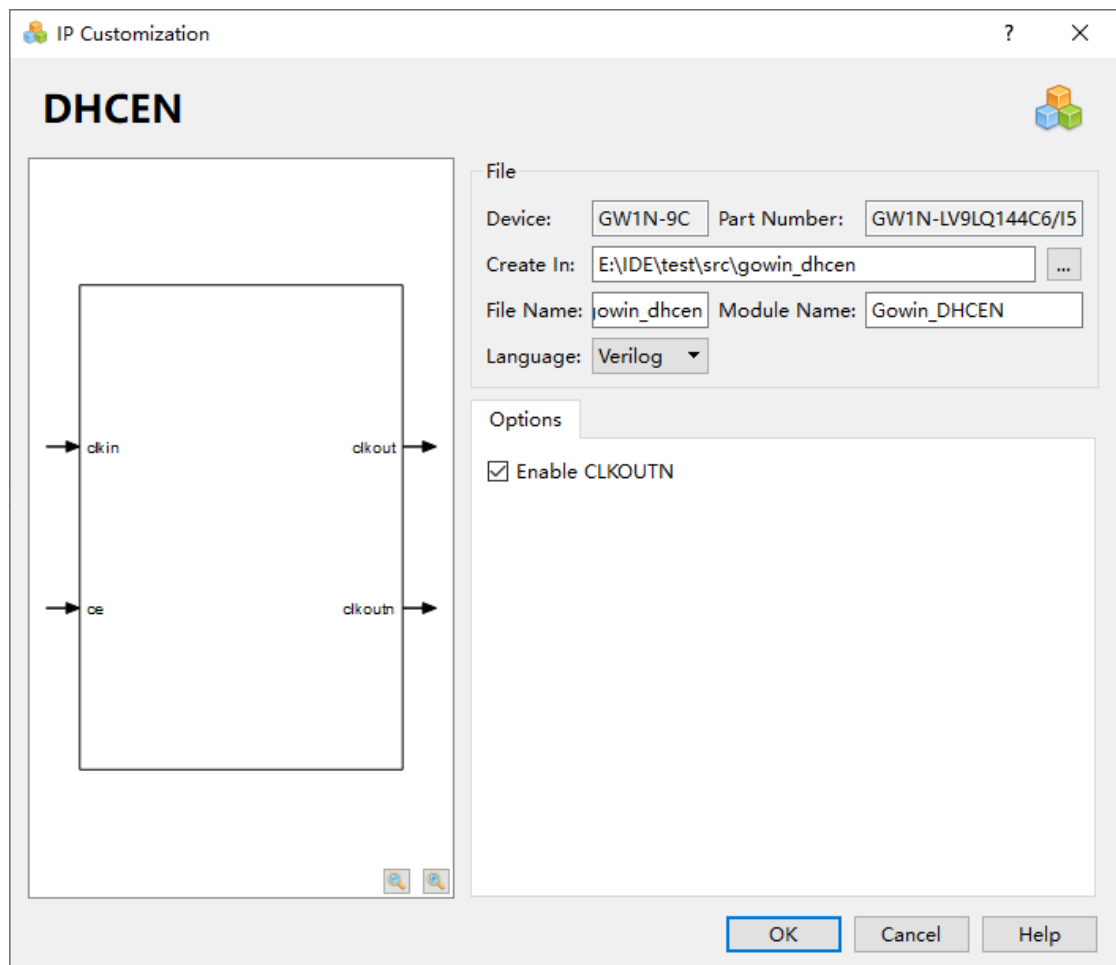 IP Customization
?
DHCEN
clkin
clkout
ce
clkoutn
File
Device: GW1N-9C Part Number: GW1N-LV9LQ144C6/I5
Create In: E:\IDE\test\src\gowin_dhcen ...
File Name: gowin_dhcen Module Name: Gowin_DHCEN
Language: Verilog
Options
Enable CLKOUTN
OK Cancel Help